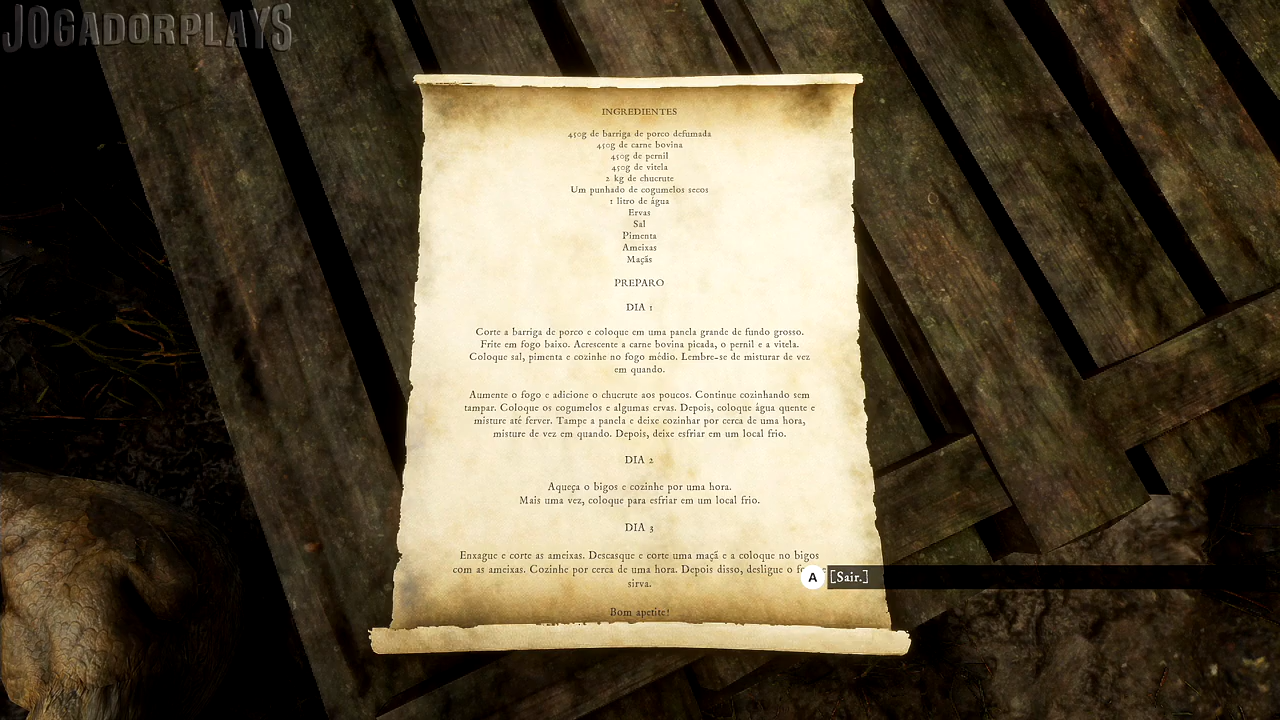 JOGADORPLAYS
INGREDIENTES
450g de barriga de porco defumada
450g de carne bovina
450g de pernil
450g de vitela
2 kg de chucrute
Um punhado de cogumelos secos
1 litro de água
Ervas
Sal
Pimenta
Ameixas
Maçãs
PREPARO
DIA 1
Corte a barriga de porco e coloque em uma panela grande de fundo grosso.
Frite em fogo baixo. Acrescente a carne bovina picada, o pernil e a vitela.
Coloque sal, pimenta e cozinhe no fogo médio. Lembre-se de misturar de vez
em quando.
Aumente o fogo e adicione o chucrute aos poucos. Continue cozinhando sem
tampar. Coloque os cogumelos e algumas ervas. Depois, coloque água quente e
misture até ferver. Tampe a panela e deixe cozinhar por cerca de uma hora,
misture de vez em quando. Depois, deixe esfriar em um local frio.
DIA 2
Aqueça o bigos e cozinhe por uma hora.
Mais uma vez, coloque para esfriar em um local frio.
DIA 3
Enxague e corte as ameixas. Descasque e corte uma maçã e a coloque no bigos
com as ameixas. Cozinhe por cerca de uma hora. Depois disso, desligue o
sirva.
A [Sair.]
Bom apetite!